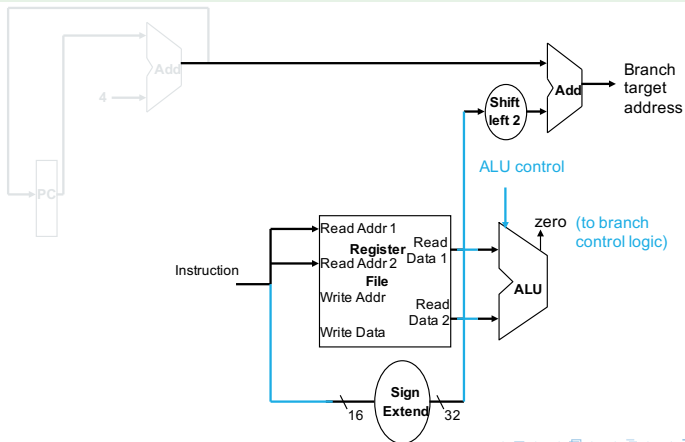 Add
4
PC
Shift
left 2
Add
Branch
target
address
ALU control
Instruction
Read Addr 1
Register
Read Addr 2
File
Write Addr
Write Data
Read
Data 1
Read
Data 2
zero
(to branch
control logic)
ALU
16
Sign
Extend
32